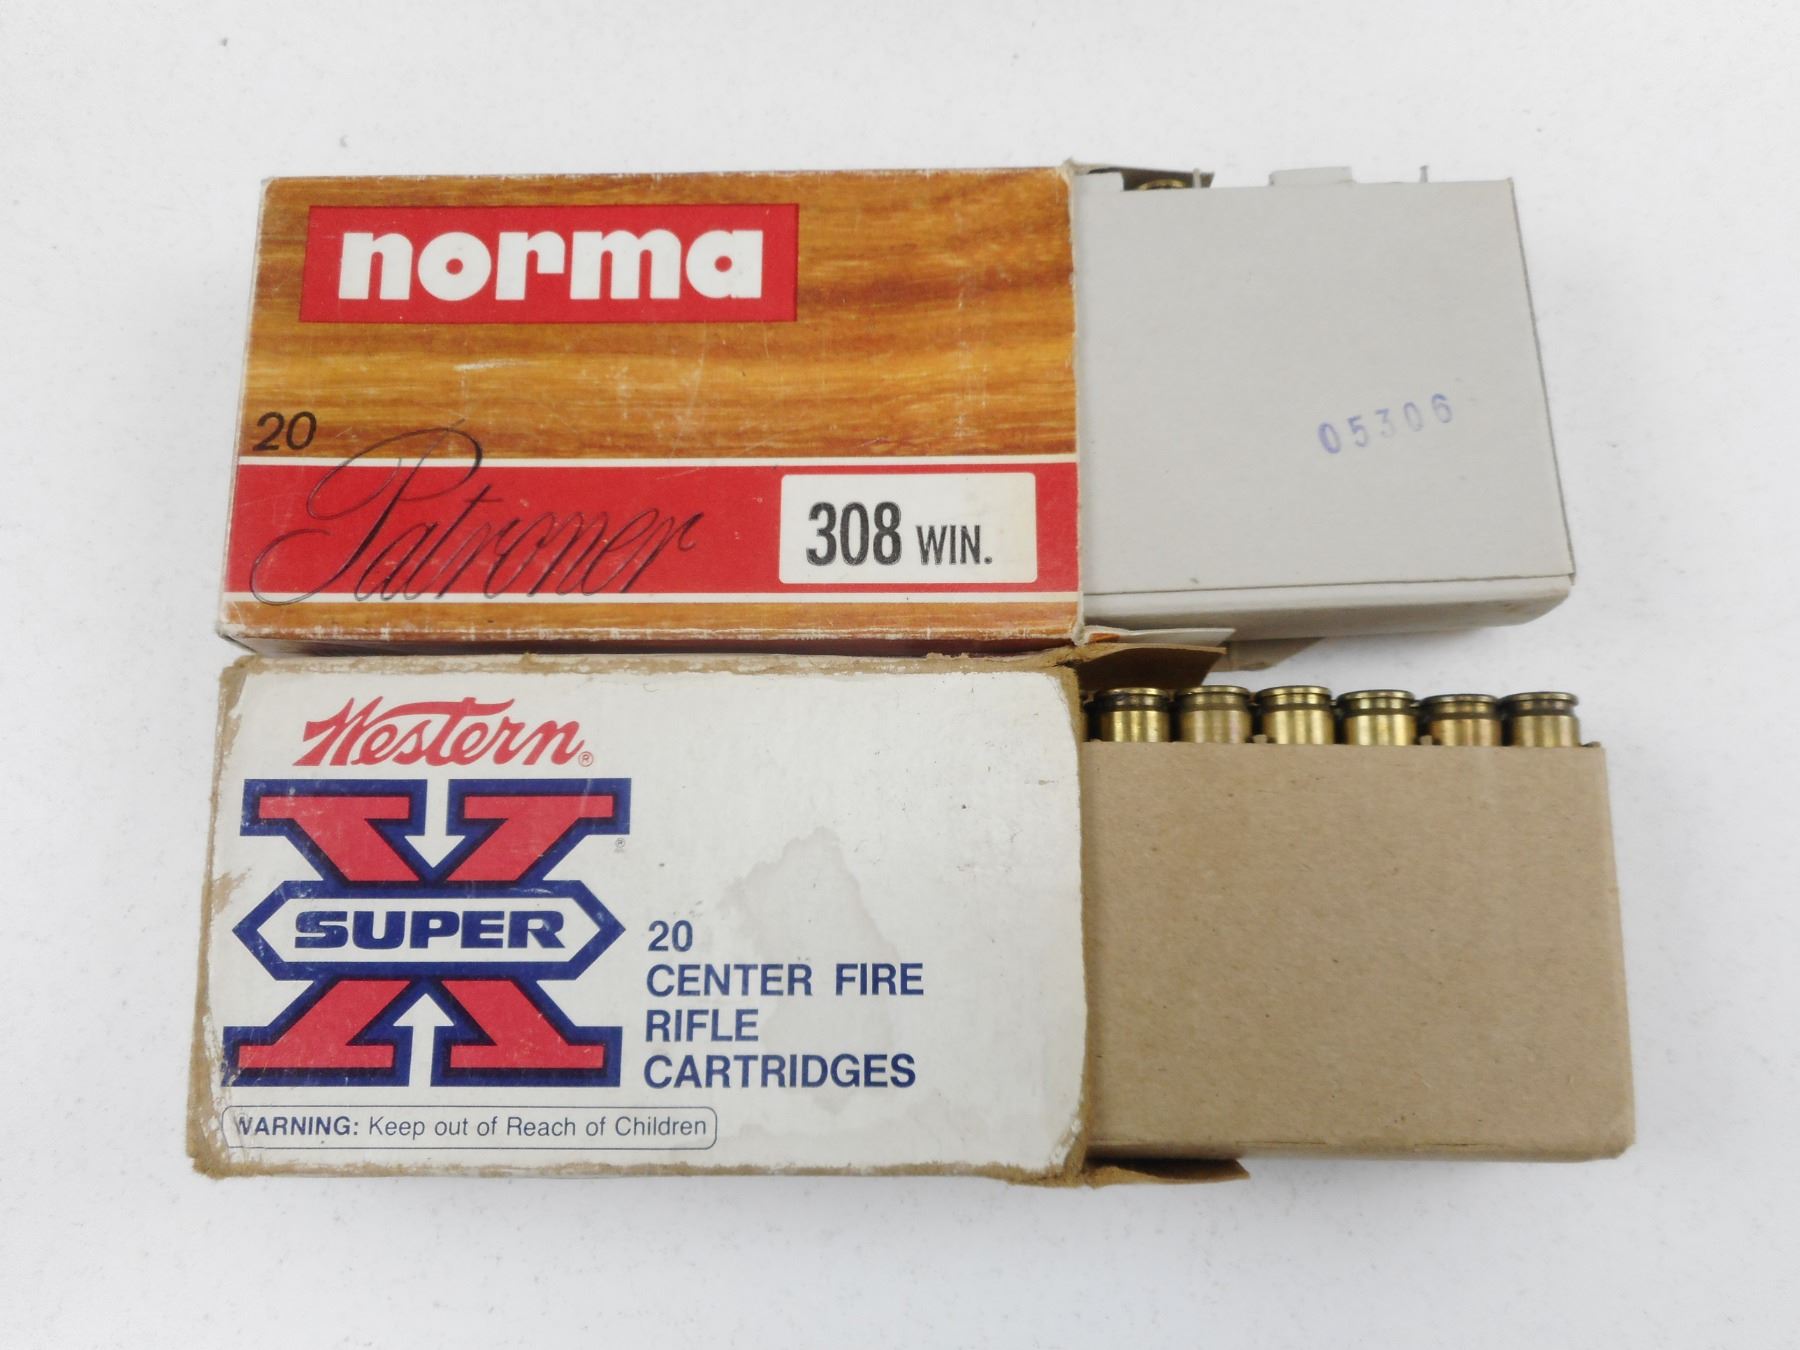 norma
20
Patroner
308 WIN.
05306
Western®
SUPER X ®
20
CENTER FIRE
RIFLE
CARTRIDGES
WARNING: Keep out of Reach of Children